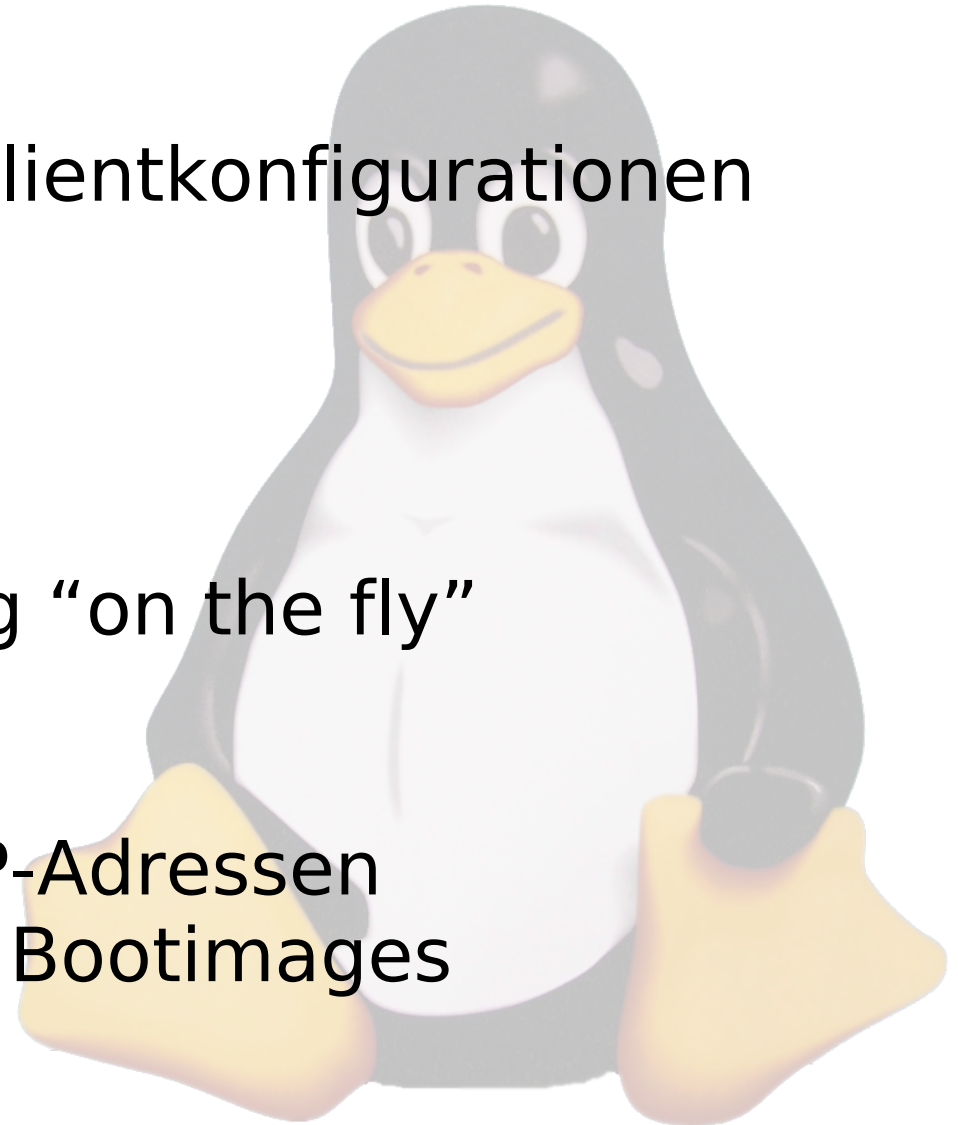 lientkonfigurationen
g “on the fly”
P-Adressen
Bootimages